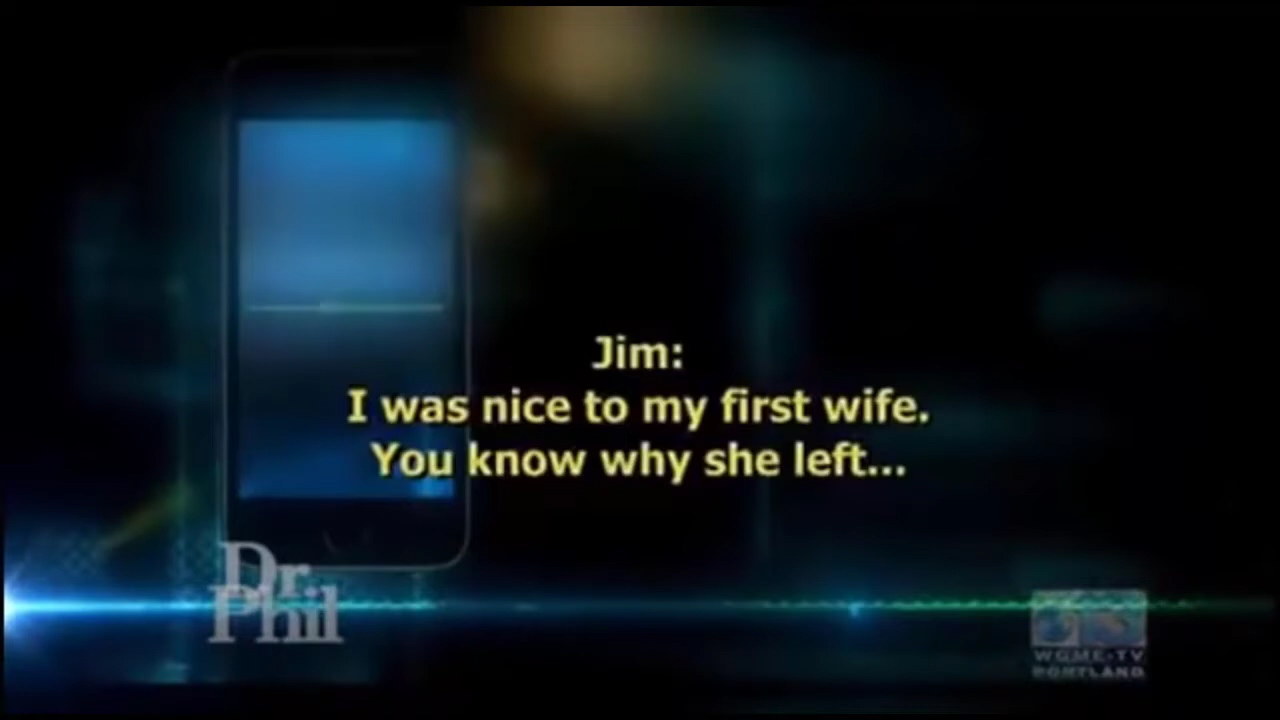 Jim:
I was nice to my first wife.
You know why she left...
Dr.
Phil
WGME-TV
PORTLAND